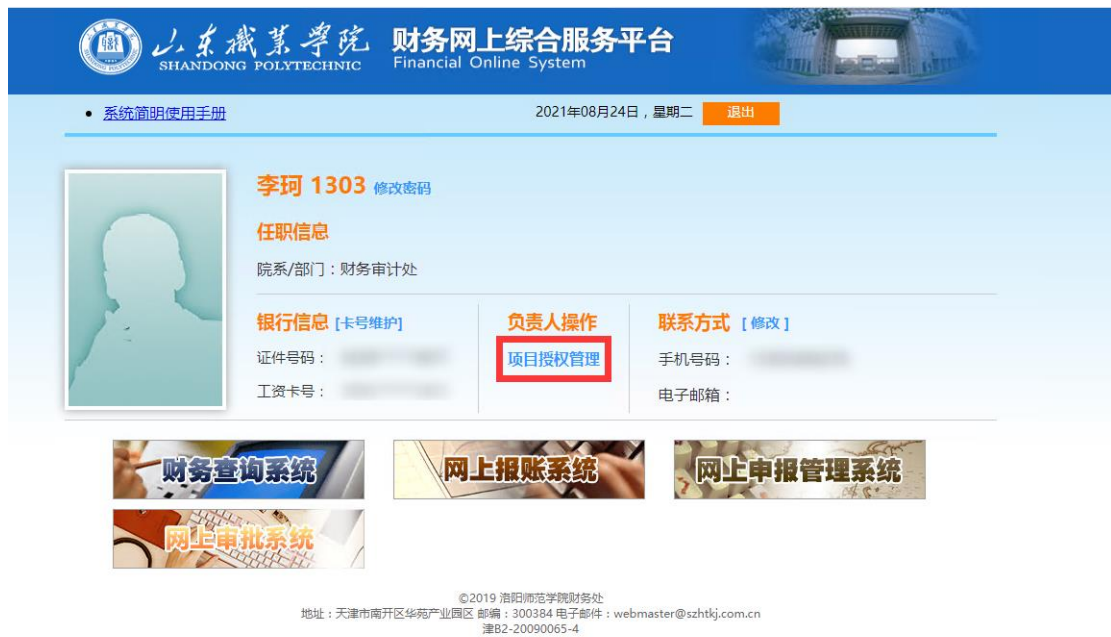 山东職業学院 财务网上综合服务平台
SHANDONG POLYTECHNIC Financial Online System
系统简明使用手册 2021年08月24日，星期二 退出
李珂 1303 修改密码
任职信息
院系/部门：财务审计处
银行信息 [卡号维护] 负责人操作 联系方式 [ 修改 ]
证件号码： 项目授权管理 手机号码：
工资卡号： 电子邮箱：
财务查询系统 网上报账系统 网上申报管理系统
网上审批系统
©2019 洛阳师范学院财务处
地址：天津市南开区华苑产业园区 邮编：300384 电子邮件：webmaster@szhtkj.com.cn
津B2-20090065-4